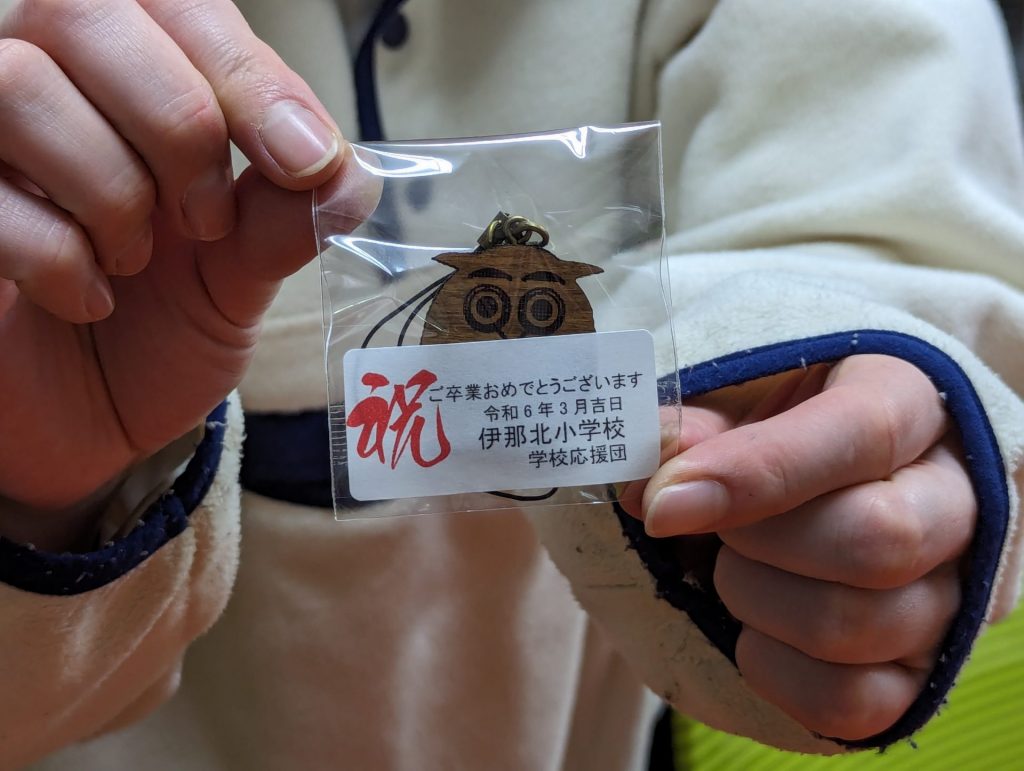 祝
ご卒業おめでとうございます
令和6年3月吉日
伊那北小学校
学校応援団